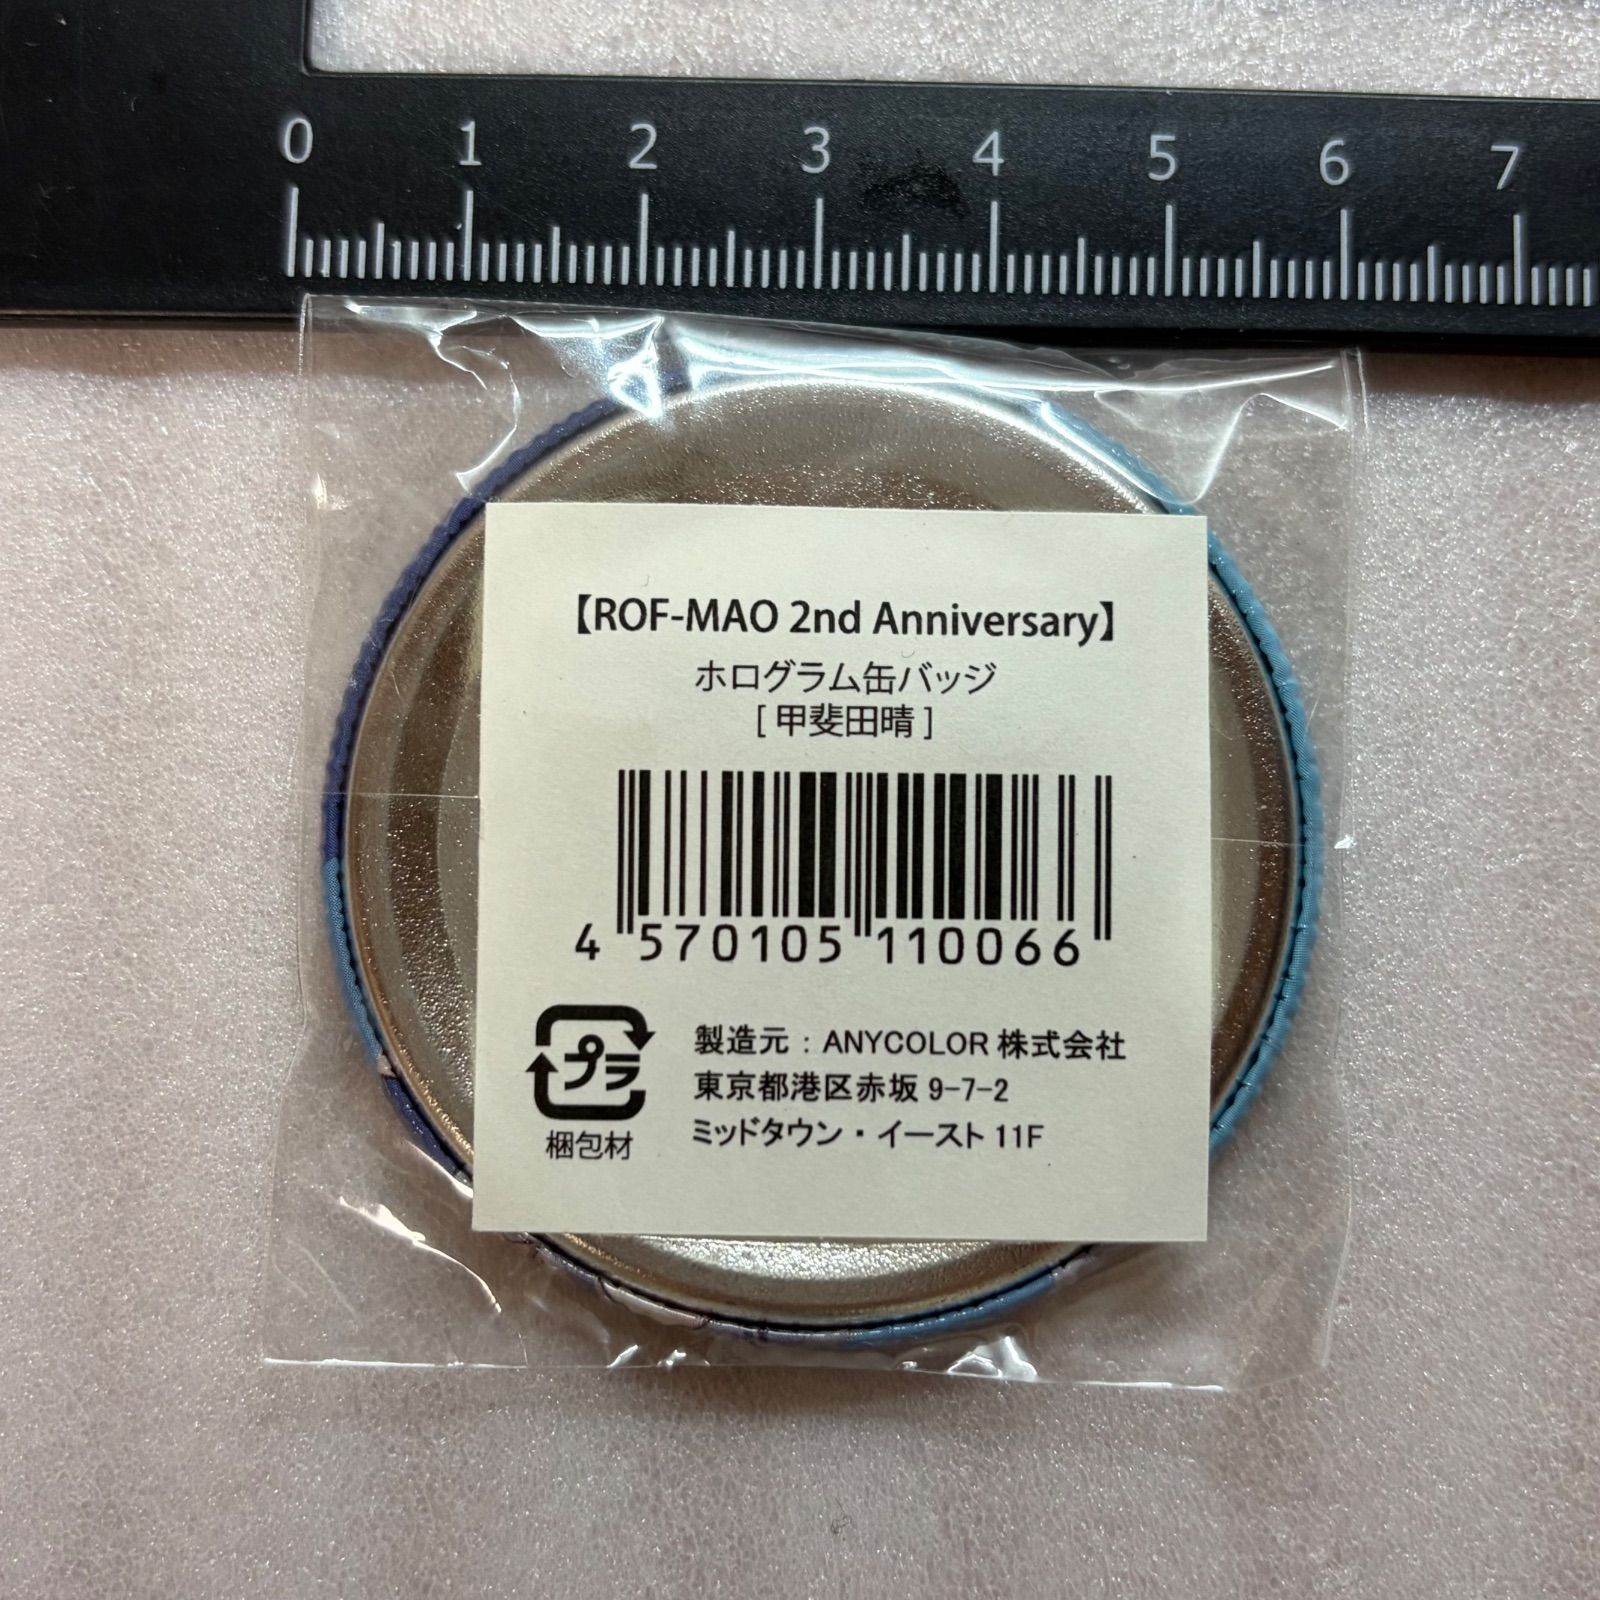 0 1 2 3 4 5 6 7
【ROF-MAO 2nd Anniversary】
ホログラム缶バッジ
[ 甲斐田晴 ]
4 570105 110066
プラ
梱包材
製造元：ANYCOLOR 株式会社
東京都港区赤坂 9-7-2
ミッドタウン・イースト 11F